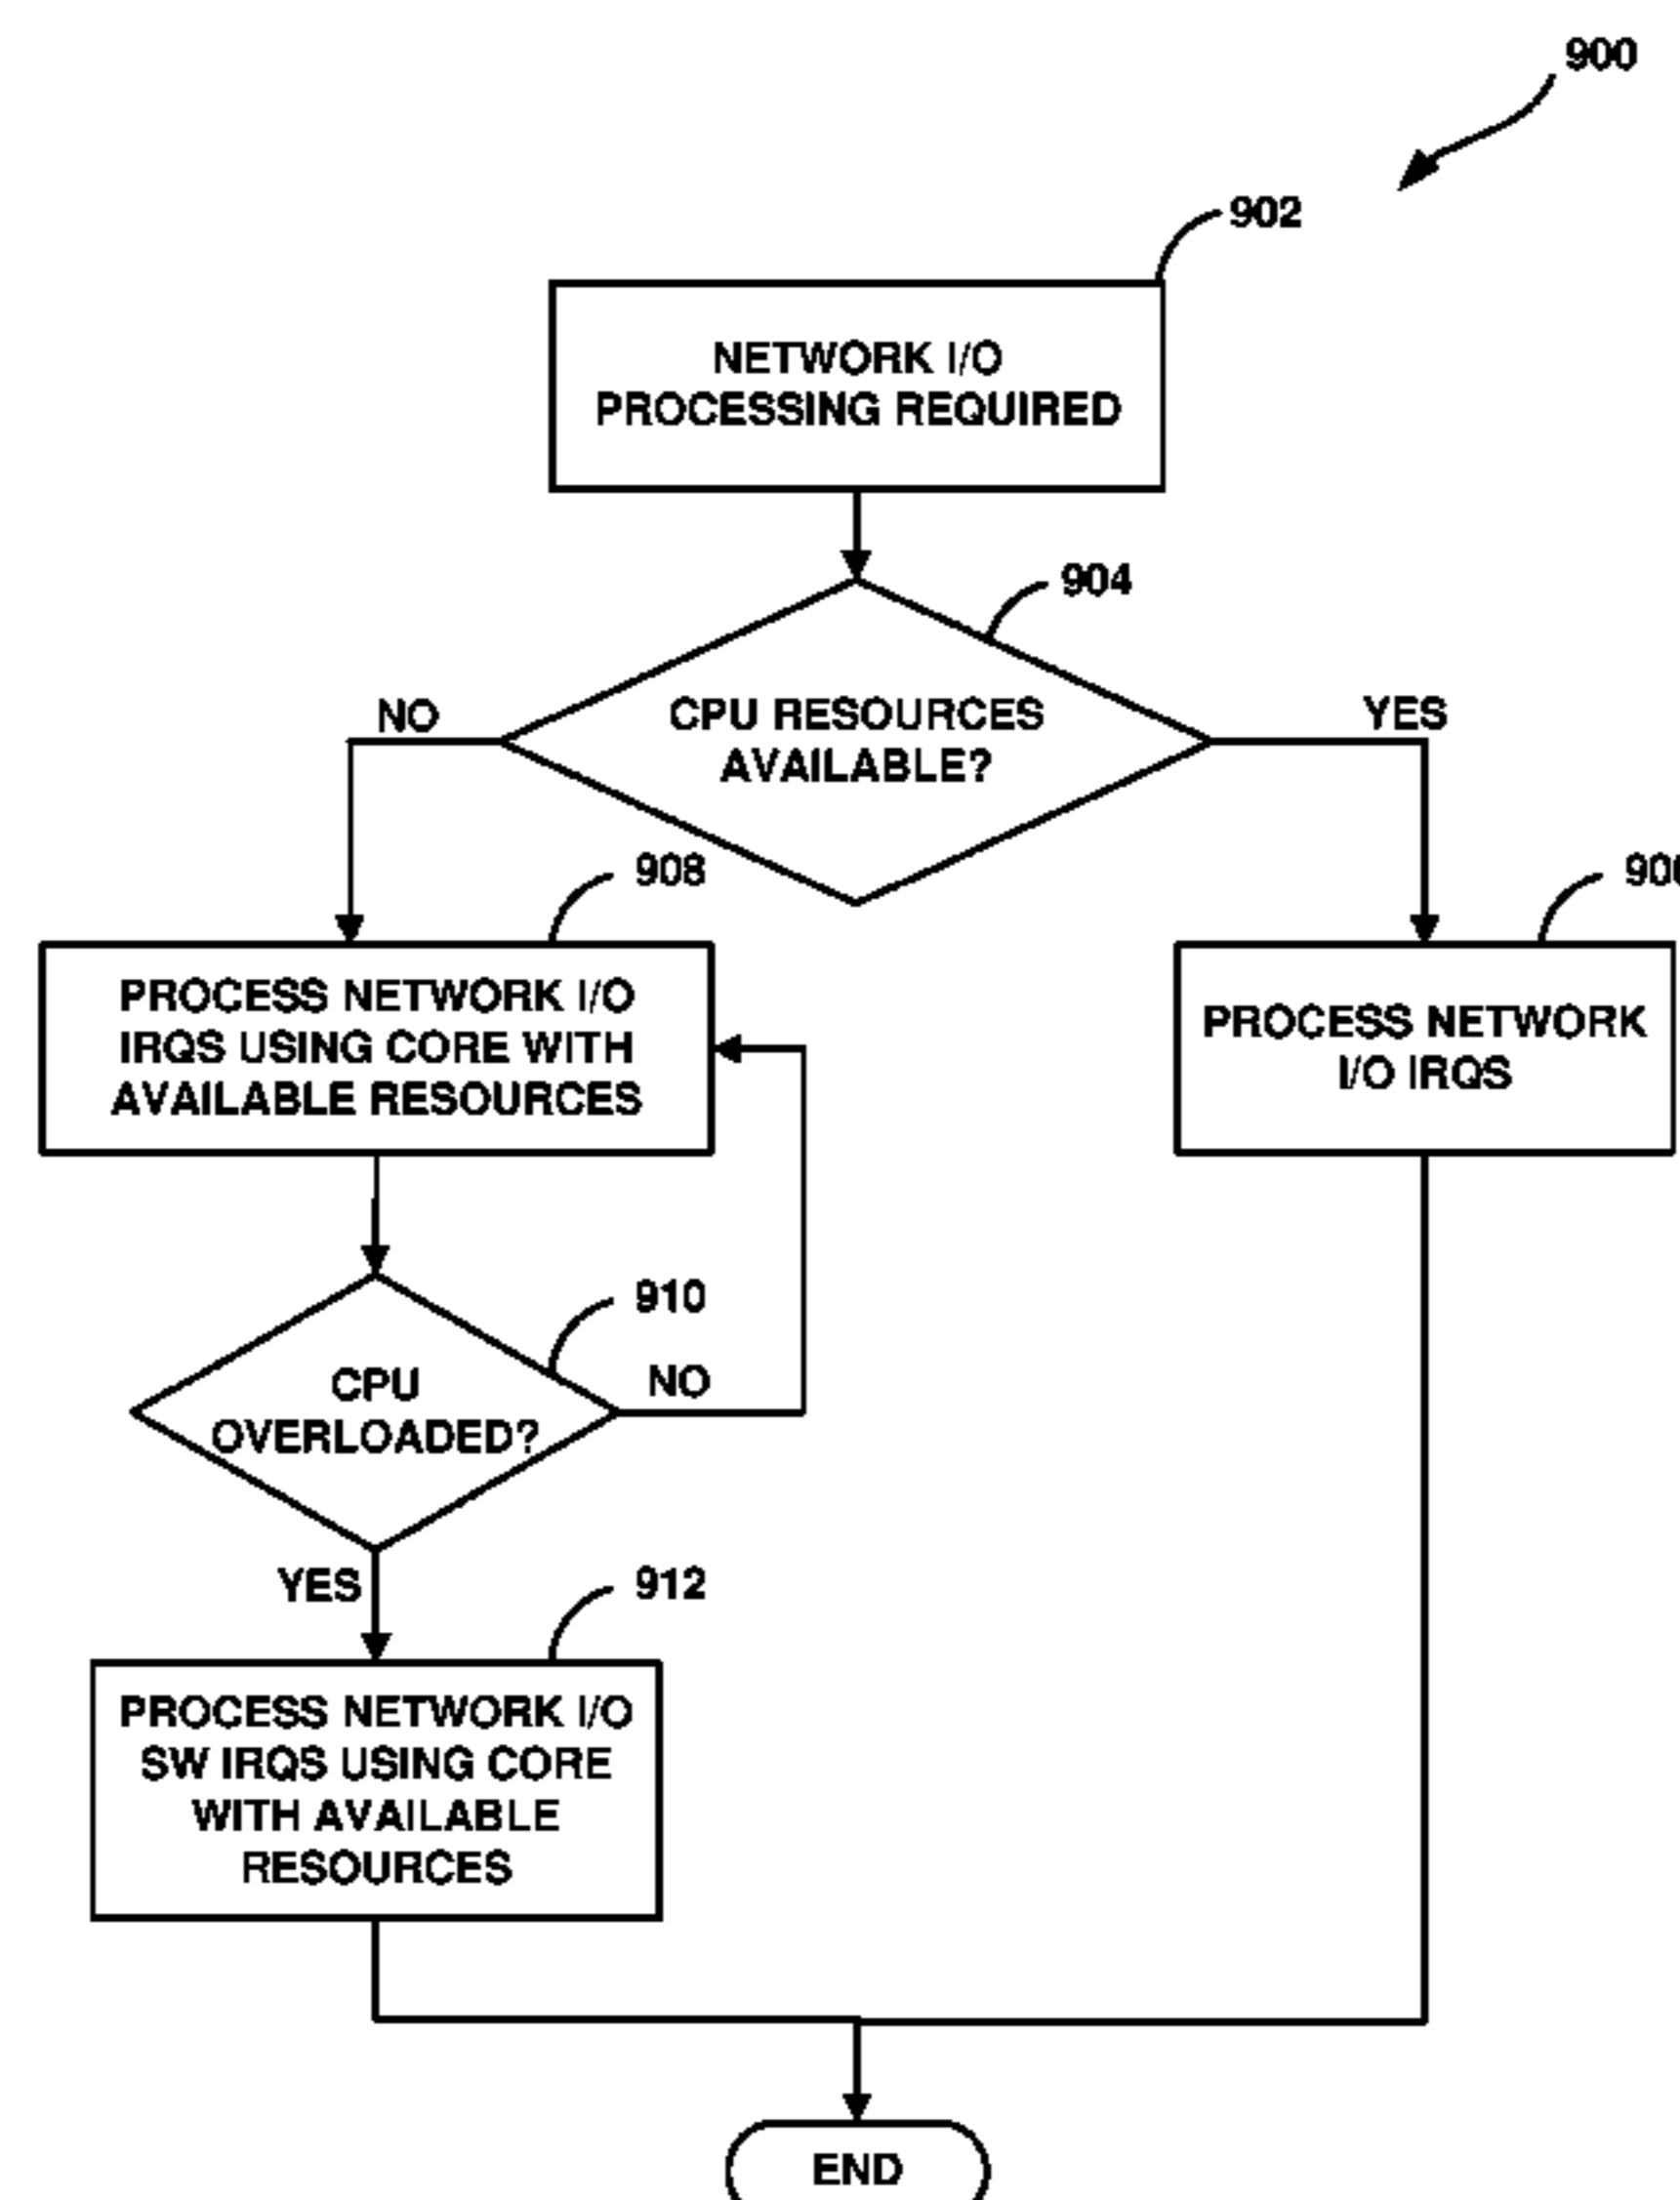 900
902
NETWORK I/O
PROCESSING REQUIRED
904
NO
CPU RESOURCES
AVAILABLE?
YES
908
PROCESS NETWORK I/O
IRQS USING CORE WITH
AVAILABLE RESOURCES
PROCESS NETWORK
I/O IRQS
910
CPU
OVERLOADED?
NO
YES
912
PROCESS NETWORK I/O
SW IRQS USING CORE
WITH AVAILABLE
RESOURCES
END